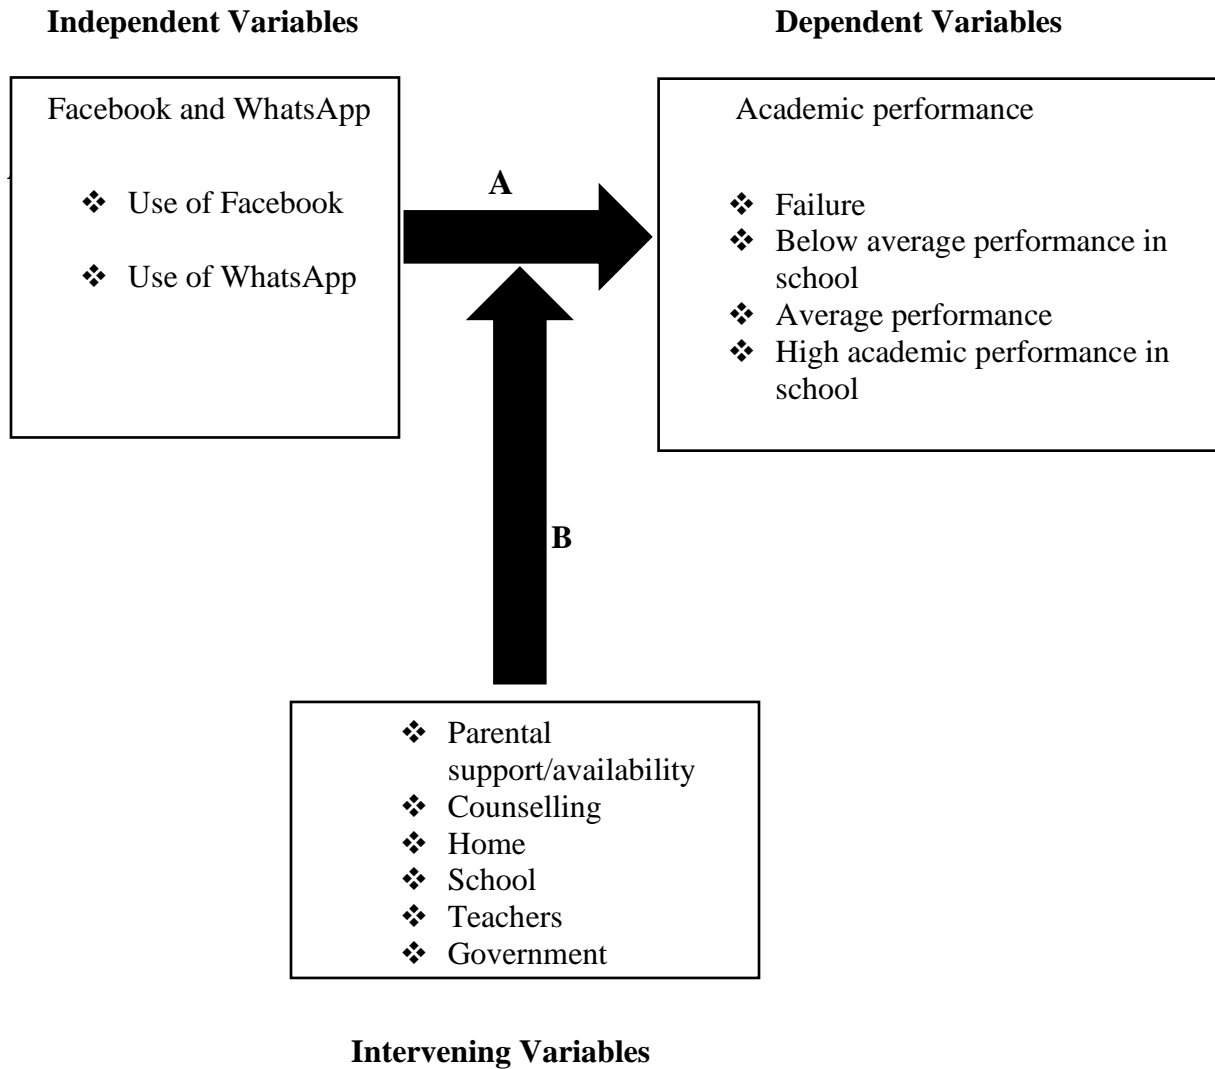 Independent Variables
Dependent Variables
Facebook and WhatsApp
❖ Use of Facebook
❖ Use of WhatsApp
A
Academic performance
❖ Failure
❖ Below average performance in
school
❖ Average performance
❖ High academic performance in
school
B
❖ Parental
support/availability
❖ Counselling
❖ Home
❖ School
❖ Teachers
❖ Government
Intervening Variables